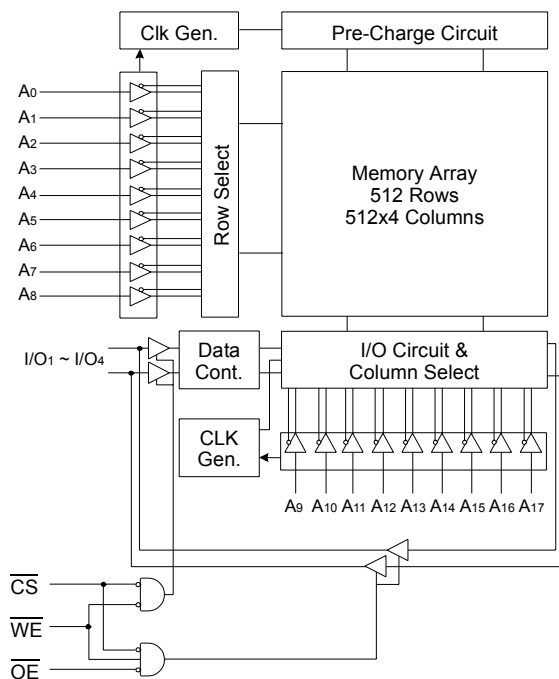 Clk Gen.
Pre-Charge Circuit
A0
A1
A2
A3
A4
A5
A6
A7
A8
Row Select
Memory Array
512 Rows
512x4 Columns
I/O1 ~ I/O4
Data
Cont.
I/O Circuit &
Column Select
CLK
Gen.
A9 A10 A11 A12 A13 A14 A15 A16 A17
CS
WE
OE